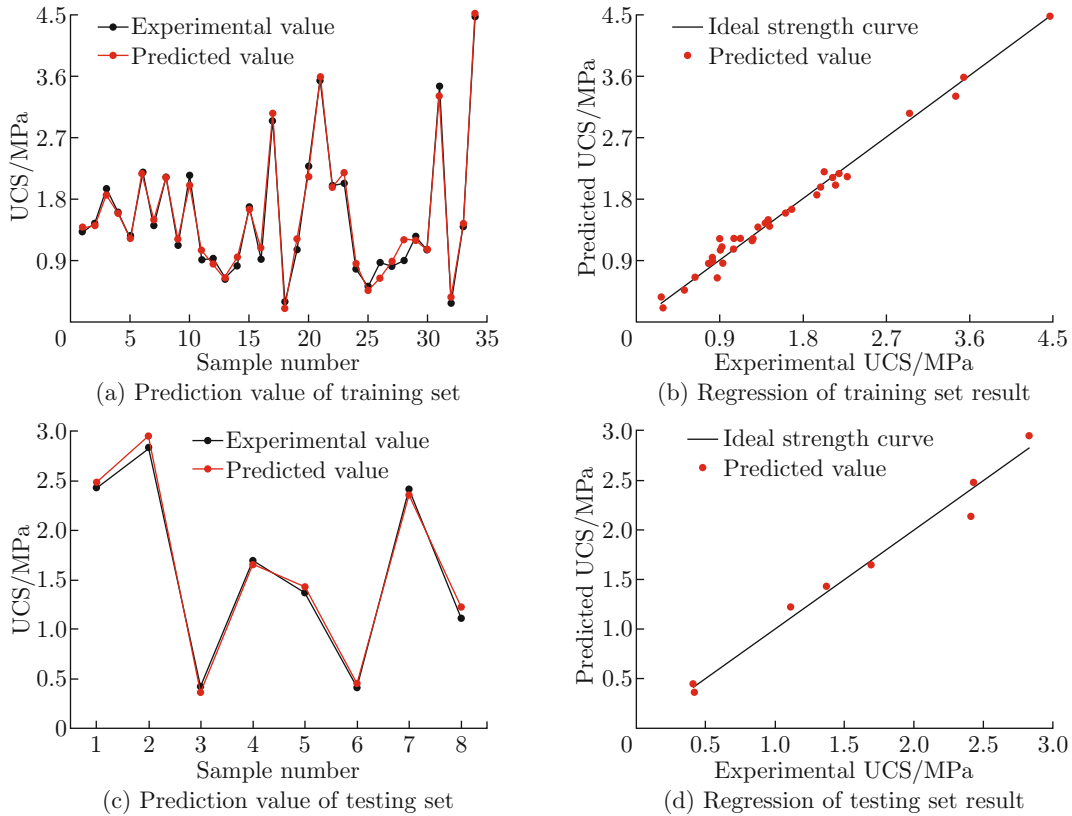 4.5
3.6
2.7
1.8
0.9
0
5
10
15
20
25
30
35
UCS/MPa
Experimental value
Predicted value
Sample number
(a) Prediction value of training set
4.5
3.6
2.7
1.8
0.9
0
0.9
1.8
2.7
3.6
4.5
Predicted UCS/MPa
Ideal strength curve
Predicted value
Experimental UCS/MPa
(b) Regression of training set result
3.0
2.5
2.0
1.5
1.0
0.5
0
1
2
3
4
5
6
7
8
UCS/MPa
Experimental value
Predicted value
Sample number
(c) Prediction value of testing set
3.0
2.5
2.0
1.5
1.0
0.5
0
0.5
1.0
1.5
2.0
2.5
3.0
Predicted UCS/MPa
Ideal strength curve
Predicted value
Experimental UCS/MPa
(d) Regression of testing set result